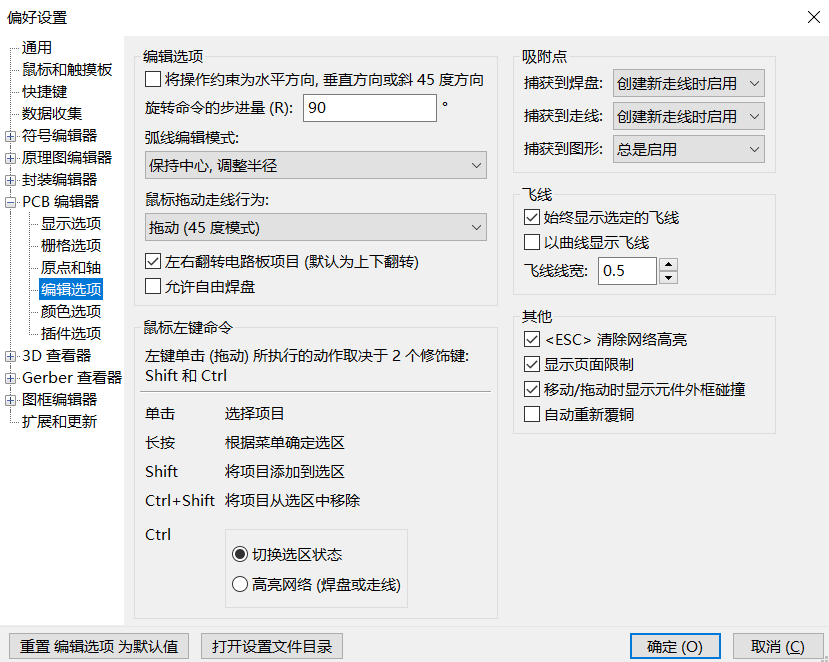 偏好设置
通用
鼠标和触摸板
快捷键
数据收集
符号编辑器
原理图编辑器
封装编辑器
PCB 编辑器
显示选项
栅格选项
原点和轴
编辑选项
颜色选项
插件选项
3D 查看器
Gerber 查看器
图框编辑器
扩展和更新
编辑选项
将操作约束为水平方向, 垂直方向或斜 45 度方向
旋转命令的步进量 (R): 90 °
弧线编辑模式:
保持中心, 调整半径
鼠标拖动走线行为:
拖动 (45 度模式)
左右翻转电路板项目 (默认为上下翻转)
允许自由焊盘
鼠标左键命令
左键单击 (拖动) 所执行的动作取决于 2 个修饰键:
Shift 和 Ctrl
单击 选择项目
长按 根据菜单确定选区
Shift 将项目添加到选区
Ctrl+Shift 将项目从选区中移除
Ctrl
切换选区状态
高亮网络 (焊盘或走线)
吸附点
捕获到焊盘: 创建新走线时启用
捕获到走线: 创建新走线时启用
捕获到图形: 总是启用
飞线
始终显示选定的飞线
以曲线显示飞线
飞线线宽: 0.5
其他
<ESC> 清除网络高亮
显示页面限制
移动/拖动时显示元件外框碰撞
自动重新覆铜
重置 编辑选项 为默认值 打开设置文件目录 确定 (O) 取消 (C)